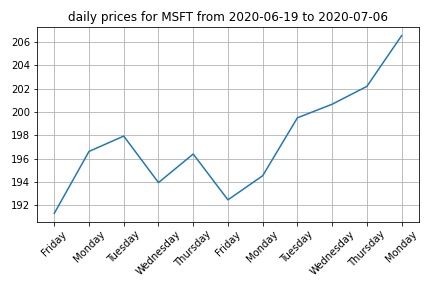 daily prices for MSFT from 2020-06-19 to 2020-07-06
206
204
202
200
198
196
194
192
Friday
Monday
Tuesday
Wednesday
Thursday
Friday
Monday
Tuesday
Wednesday
Thursday
Monday